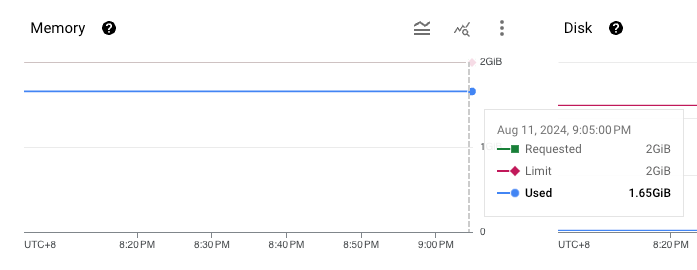 Memory ?
Disk ?
2GiB
Aug 11, 2024, 9:05:00 PM
Requested 2GiB
Limit 2GiB
Used 1.65GiB
0
UTC+8 8:20 PM 8:30 PM 8:40 PM 8:50 PM 9:00 PM
UTC+8 8:20 PM